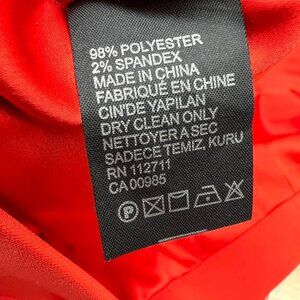 98% POLYESTER
2% SPANDEX
MADE IN CHINA
FABRIQUÉ EN CHINE
CIN'DE YAPILAN
DRY CLEAN ONLY
NETTOYER A SEC
SADECE TEMIZ, KURU
RN 112711
CA 00985
P